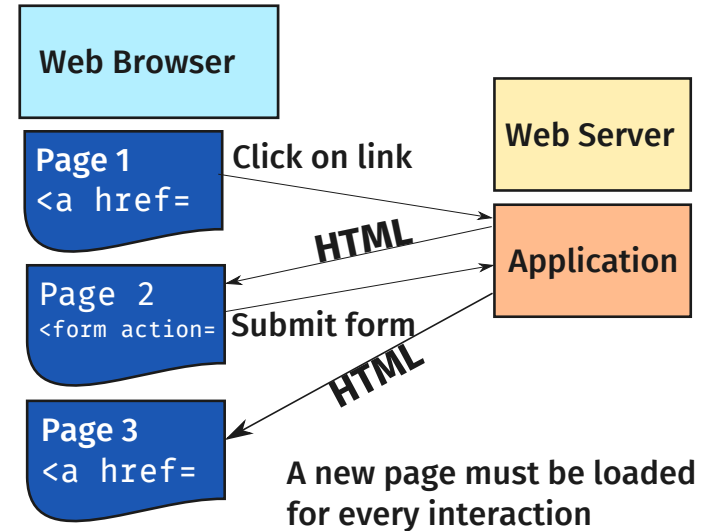 Web Browser
Web Server
Page 1
<a href=
Click on link
HTML
Application
Page 2
<form action=
Submit form
HTML
Page 3
<a href=
A new page must be loaded
for every interaction